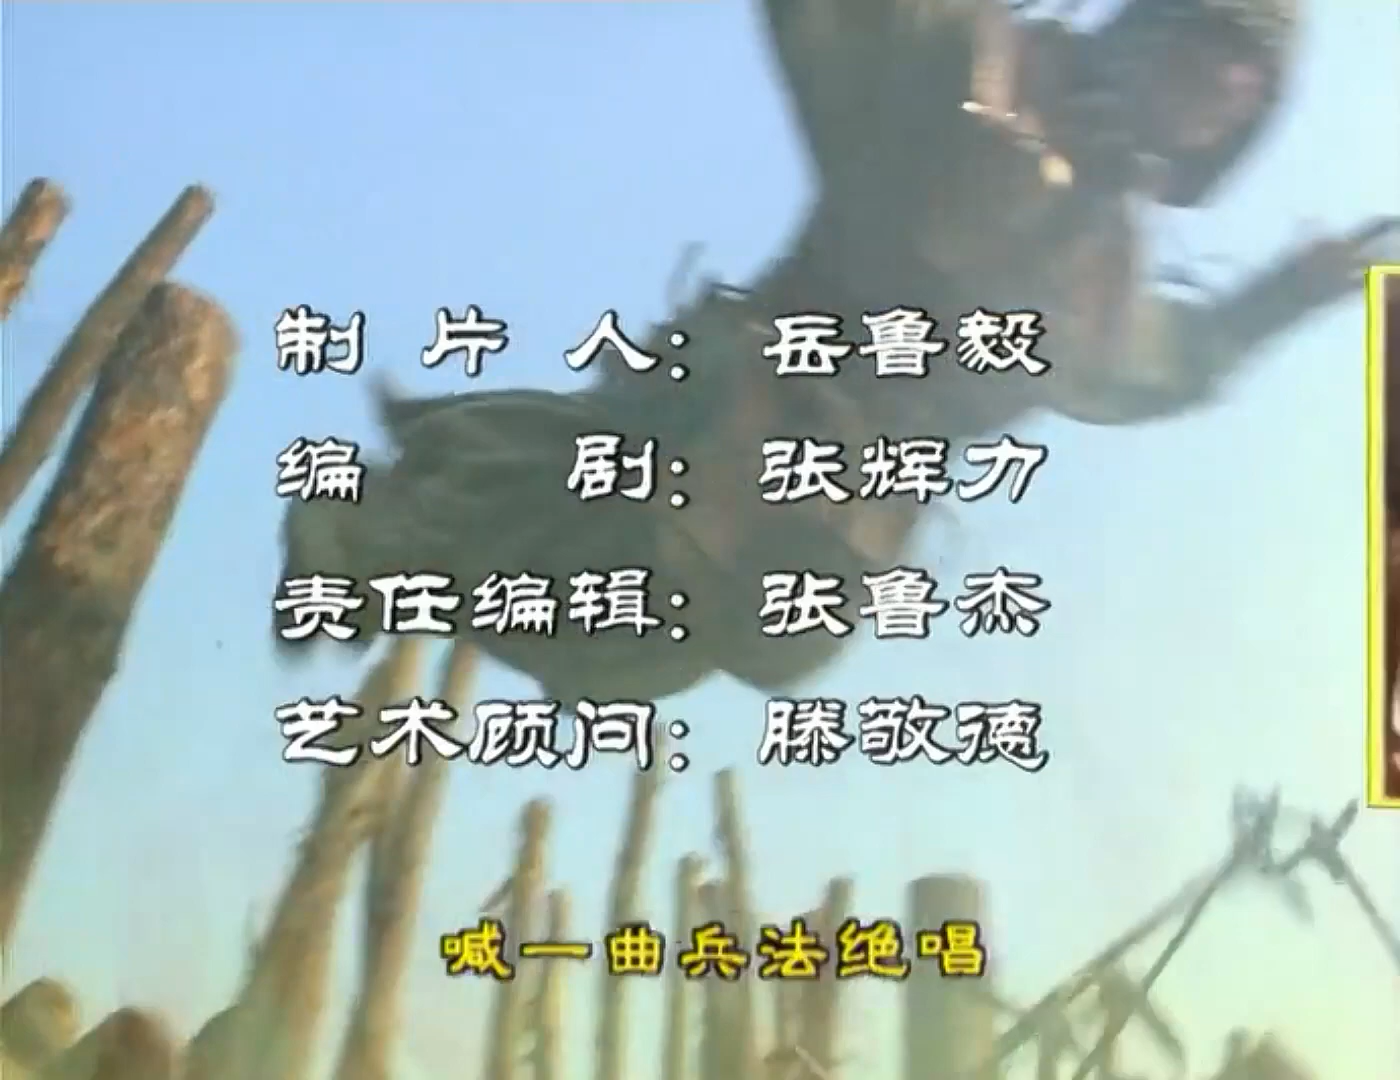 制片人：岳鲁毅
编剧：张辉力
责任编辑：张鲁杰
艺术顾问：滕敬德
喊一曲兵法绝唱